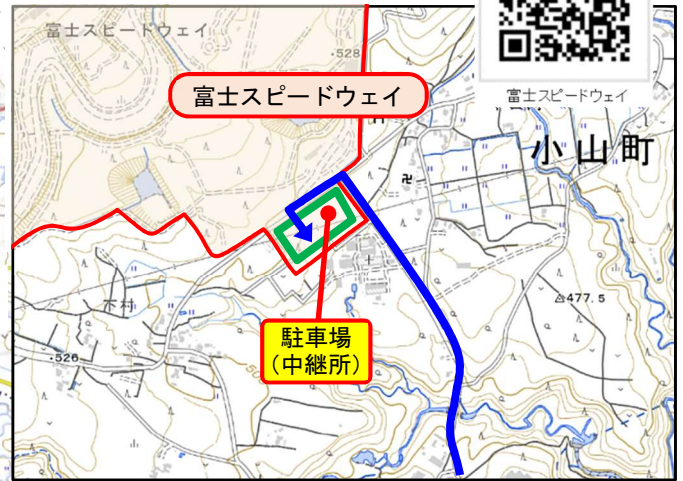 富士スピードウェイ
・528
富士スピードウェイ
富士スピードウェイ
小山町
477.5
下村
・526
駐車場
（中継所）